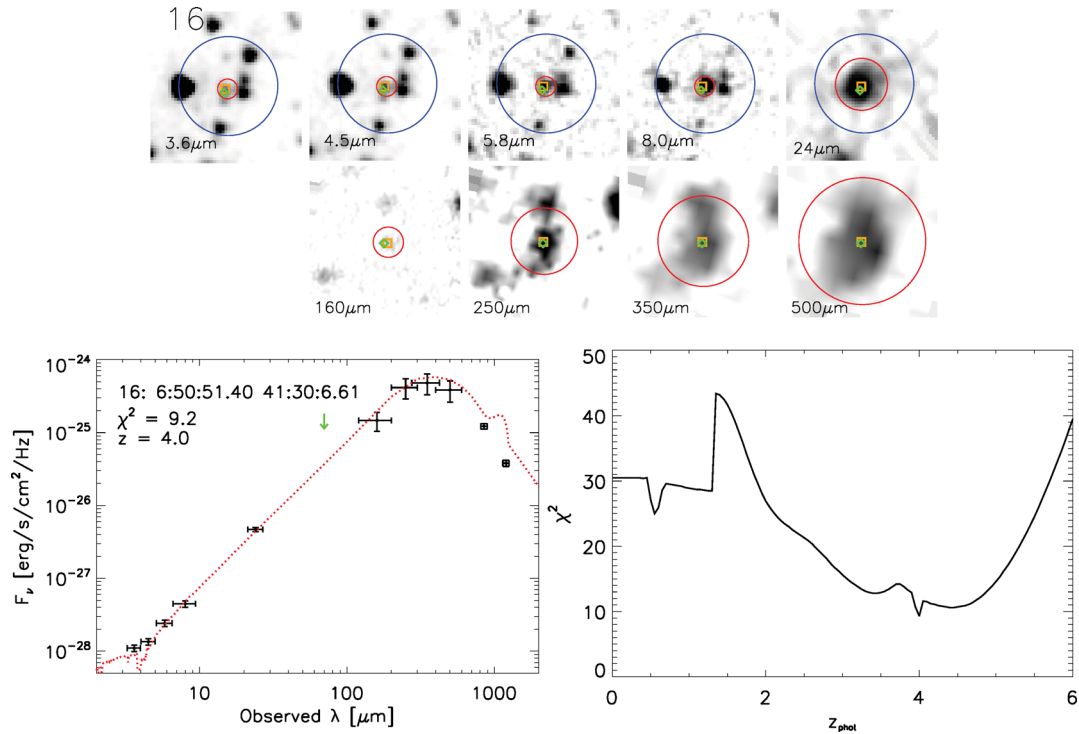 16
3.6μm
4.5μm
5.8μm
8.0μm
24μm
160μm
250μm
350μm
500μm
16: 6:50:51.40 41:30:6.61
χ² = 9.2
z = 4.0
10⁻²⁴
10⁻²⁵
10⁻²⁶
10⁻²⁷
10⁻²⁸
F_ν [erg/s/cm²/Hz]
10
100
1000
Observed λ [μm]
50
40
30
20
10
0
χ²
0
2
4
6
z_phot